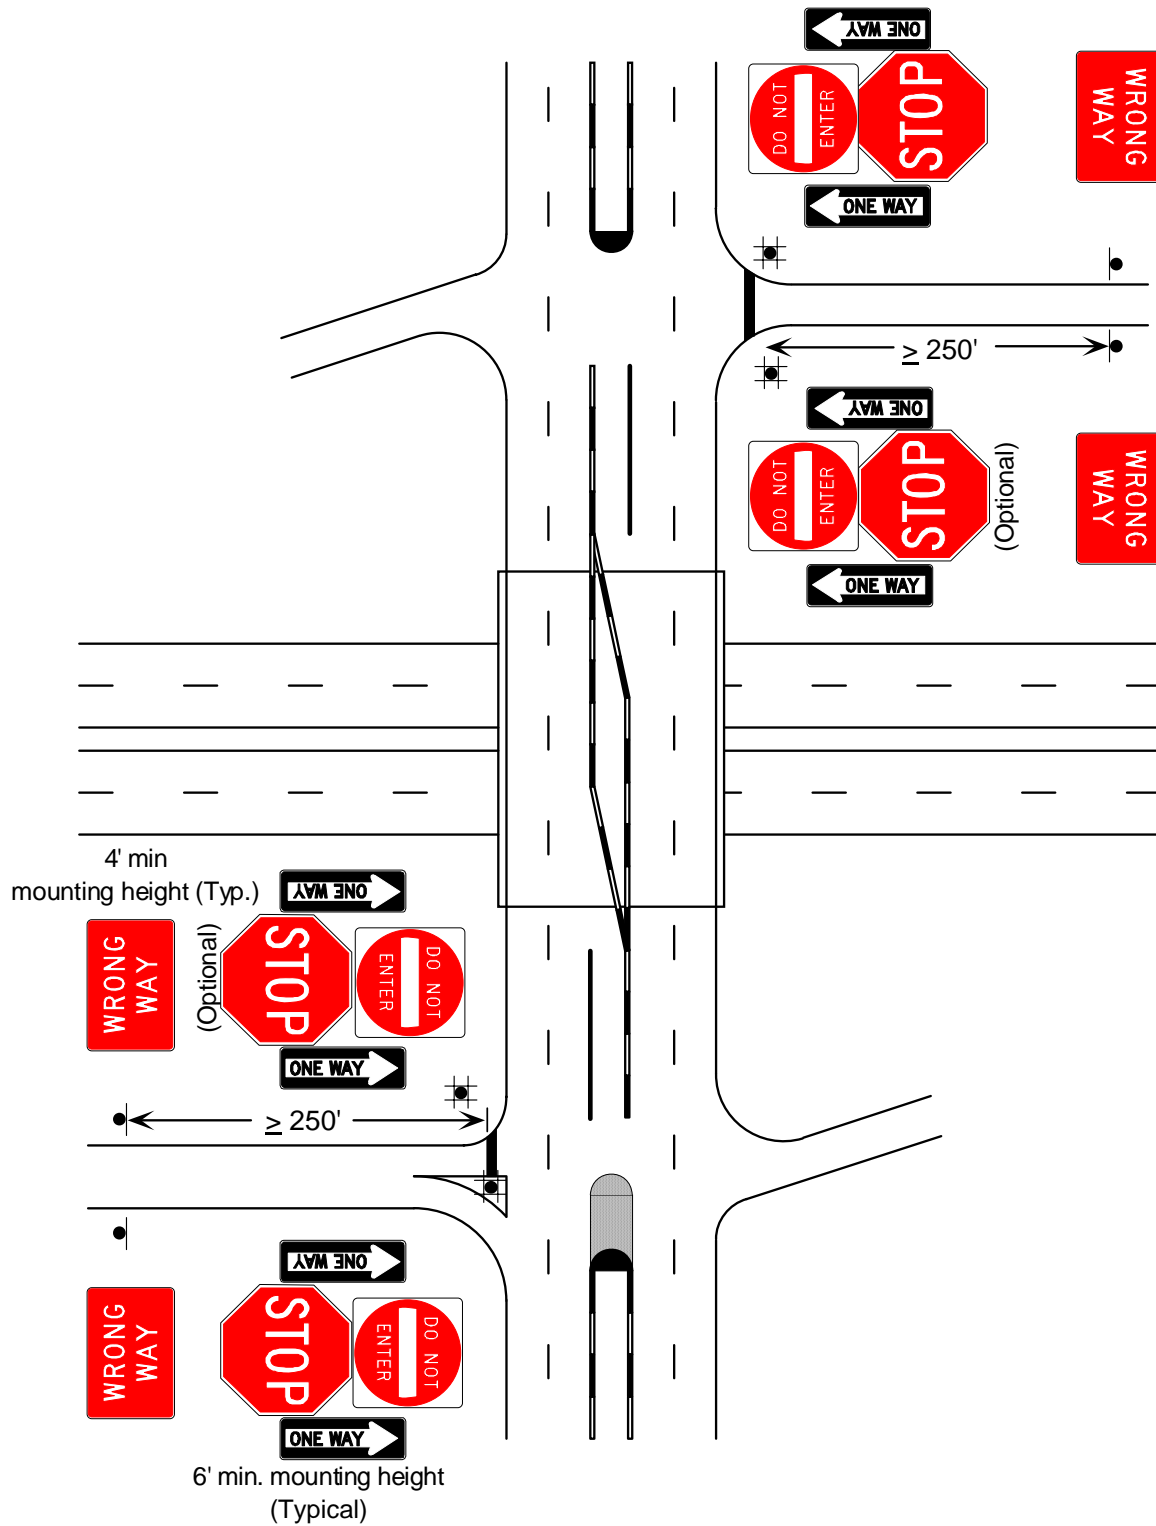 ONE WAY
DO NOT
ENTER
STOP
WRONG
WAY
ONE WAY
≥ 250'
ONE WAY
DO NOT
ENTER
STOP
(Optional)
WRONG
WAY
ONE WAY
4' min
mounting height (Typ.)
ONE WAY
WRONG
WAY
(Optional)
STOP
DO NOT
ENTER
ONE WAY
≥ 250'
ONE WAY
WRONG
WAY
STOP
DO NOT
ENTER
ONE WAY
6' min. mounting height
(Typical)